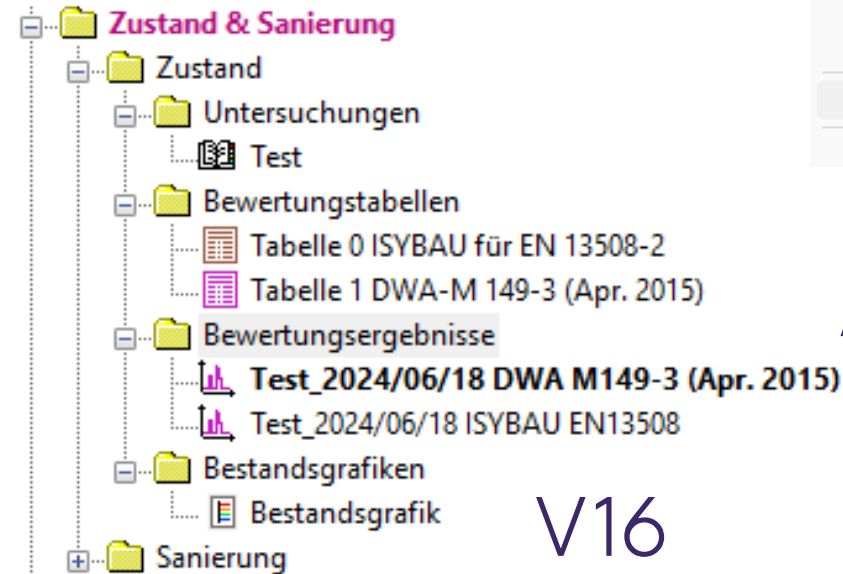 Zustand & Sanierung
Zustand
Untersuchungen
Test
Bewertungstabellen
Tabelle 0 ISYBAU für EN 13508-2
Tabelle 1 DWA-M 149-3 (Apr. 2015)
Bewertungsergebnisse
Test_2024/06/18 DWA M149-3 (Apr. 2015)
Test_2024/06/18 ISYBAU EN13508
Bestandsgrafiken
Bestandsgrafik
V16
Sanierung